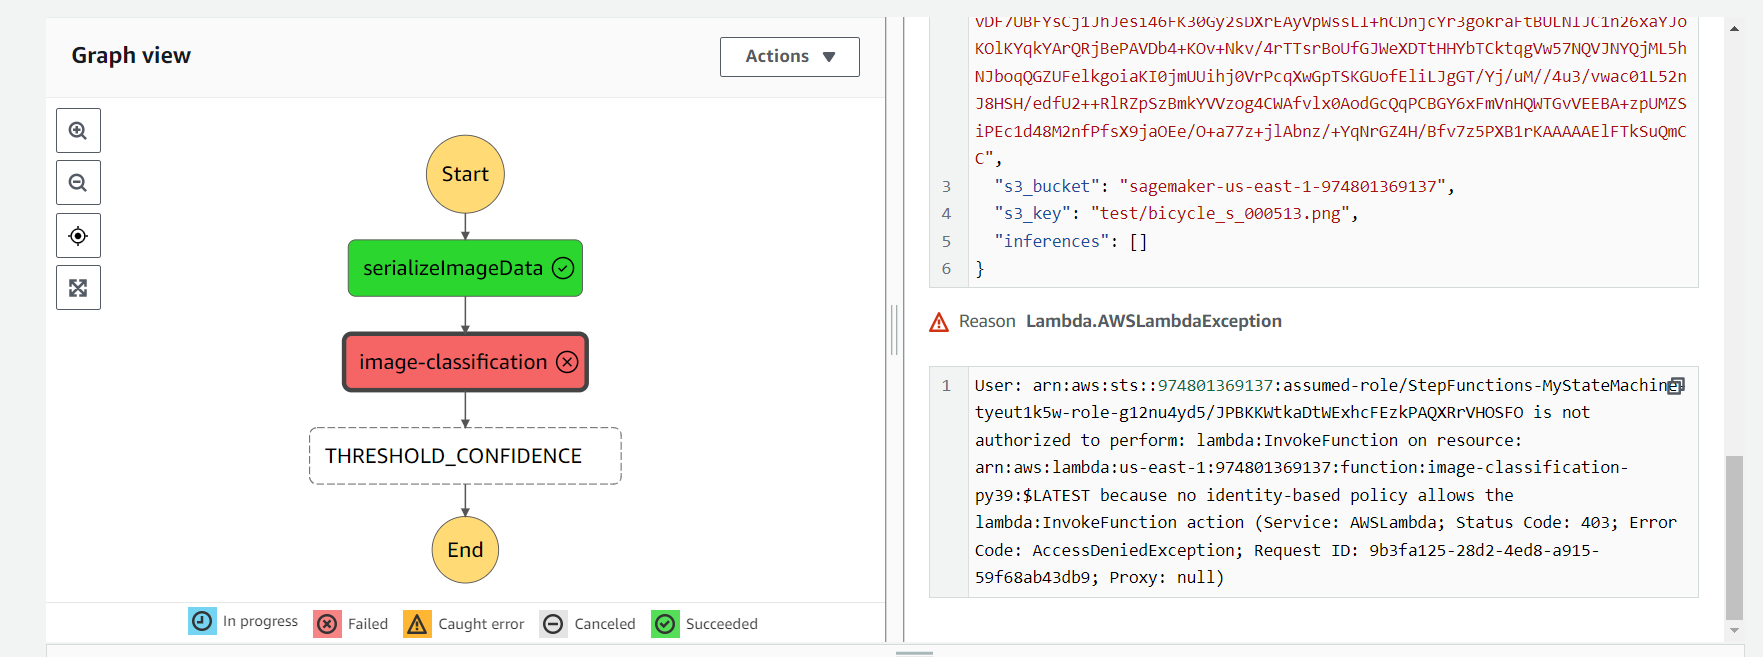 Graph view
Actions
Start
serializeImageData
image-classification
THRESHOLD_CONFIDENCE
End
In progress
Failed
Caught error
Canceled
Succeeded
KOlKYqkYArQRjBePAVDb4+KOv+Nkv/4rTTsrBoUfGJWeXDTtHHYbTCktqgVw57NQVJNYQjML5h
NJboqQGZUFelkgoiaKI0jmUUihj0VrPcqXwGpTSKGUofEliLJgGT/Yj/uM//4u3/vwac01L52n
J8HSH/edfU2++RlRZpSzBmkYVVzog4CWAfvlx0AodGcQqPCBGY6xFmVnHQWTGvVEEBA+zpUMZS
iPEc1d48M2nfPfsX9jaOEe/O+a77z+jlAbnz/+YqNrGZ4H/Bfv7z5PXB1rKAAAAAElFTkSuQmC
C",
3 "s3_bucket": "sagemaker-us-east-1-974801369137",
4 "s3_key": "test/bicycle_s_000513.png",
5 "inferences": []
6 }
Reason Lambda.AWSLambdaException
1 User: arn:aws:sts::974801369137:assumed-role/StepFunctions-MyStateMachine
tyeut1k5w-role-g12nu4yd5/JPBKKWtkaDtWExhcFEzkPAQXRrVHOSFO is not
authorized to perform: lambda:InvokeFunction on resource:
arn:aws:lambda:us-east-1:974801369137:function:image-classification-
py39:$LATEST because no identity-based policy allows the
lambda:InvokeFunction action (Service: AWSLambda; Status Code: 403; Error
Code: AccessDeniedException; Request ID: 9b3fa125-28d2-4ed8-a915-
59f68ab43db9; Proxy: null)